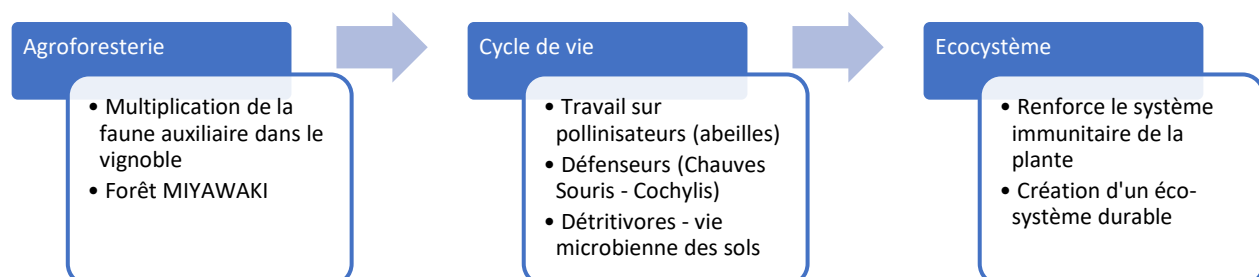 Agroforesterie
• Multiplication de la
faune auxiliaire dans le
vignoble
• Forêt MIYAWAKI
Cycle de vie
• Travail sur
pollinisateurs (abeilles)
• Défenseurs (Chauves
Souris - Cochylis)
• Détritivores - vie
microbienne des sols
Ecocystème
• Renforce le système
immunitaire de la
plante
• Création d'un éco-
système durable